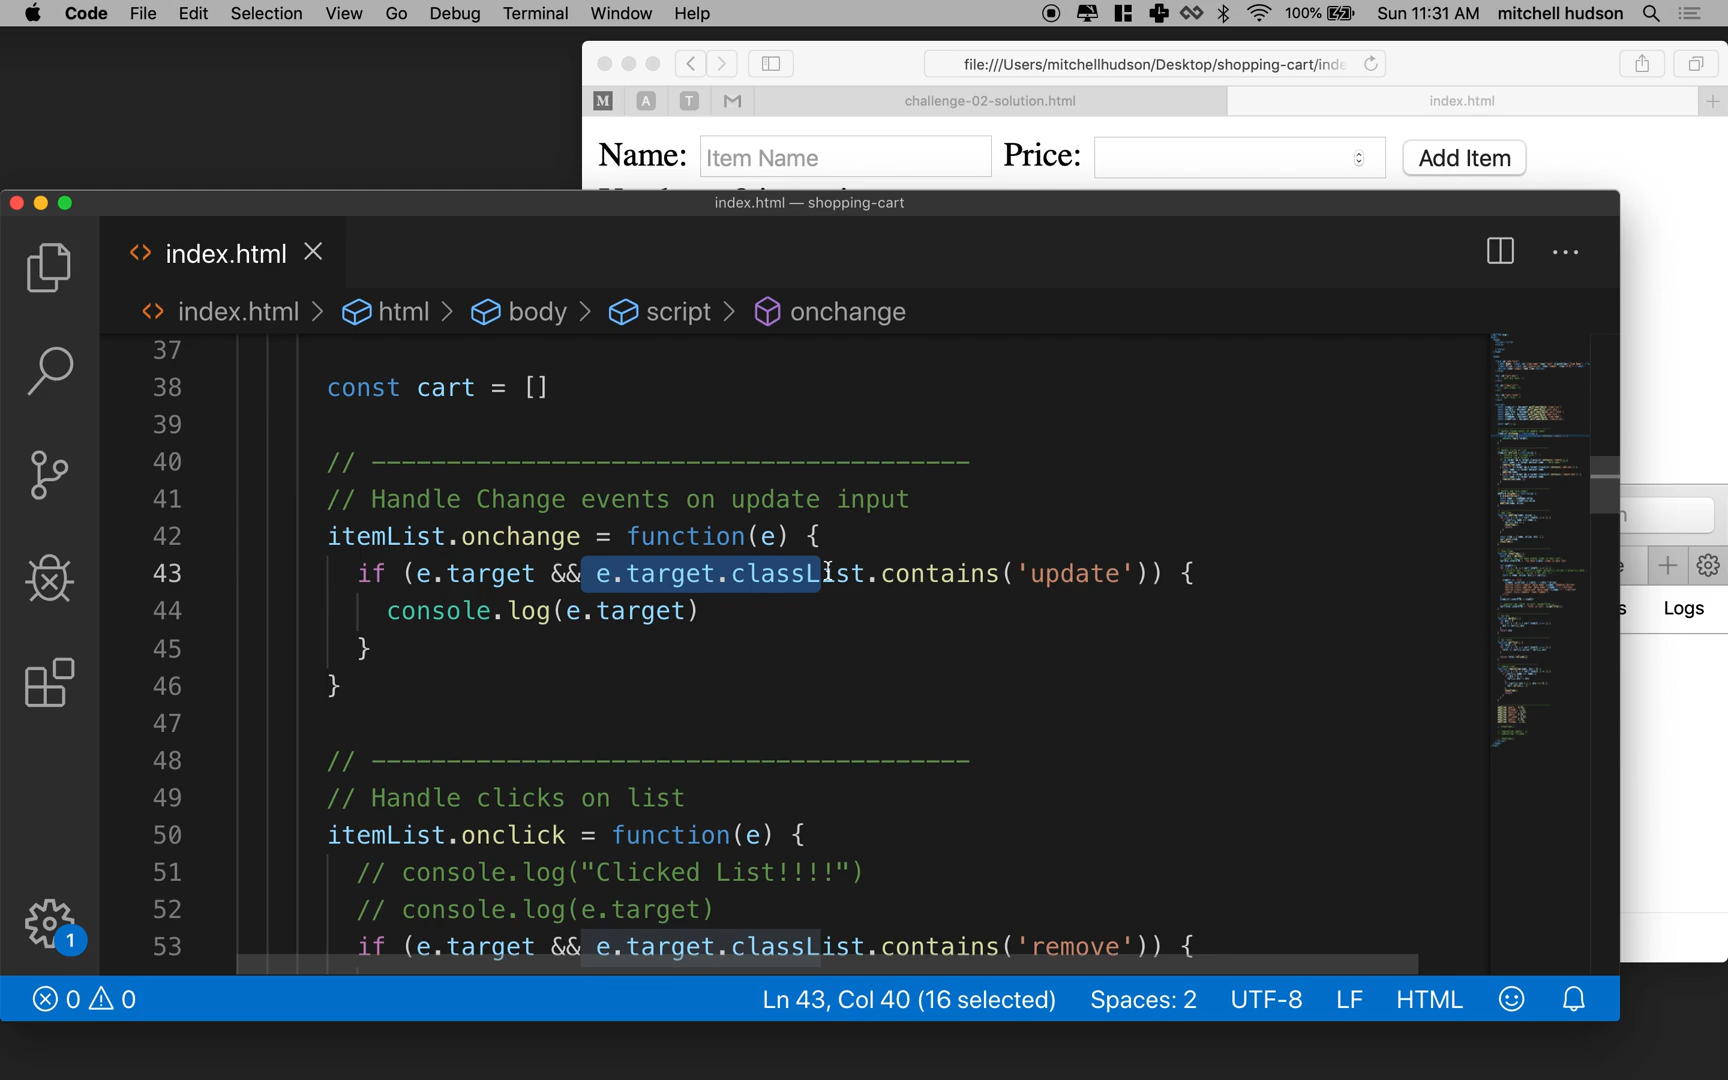 Code File Edit Selection View Go Debug Terminal Window Help 100% Sun 11:31 AM mitchell hudson
file:///Users/mitchellhudson/Desktop/shopping-cart/inde
M A T challenge-02-solution.html index.html
Name: Item Name Price: Add Item
index.html — shopping-cart
index.html
index.html > html > body > script > onchange
37
38 const cart = []
39
40 // ----------------------------------------
41 // Handle Change events on update input
42 itemList.onchange = function(e) {
43 if (e.target && e.target.classList.contains('update')) {
44 console.log(e.target)
45 }
46 }
47
48 // ----------------------------------------
49 // Handle clicks on list
50 itemList.onclick = function(e) {
51 // console.log("Clicked List!!!!")
52 // console.log(e.target)
53 if (e.target && e.target.classList.contains('remove')) {
Logs
1
0 0 Ln 43, Col 40 (16 selected) Spaces: 2 UTF-8 LF HTML